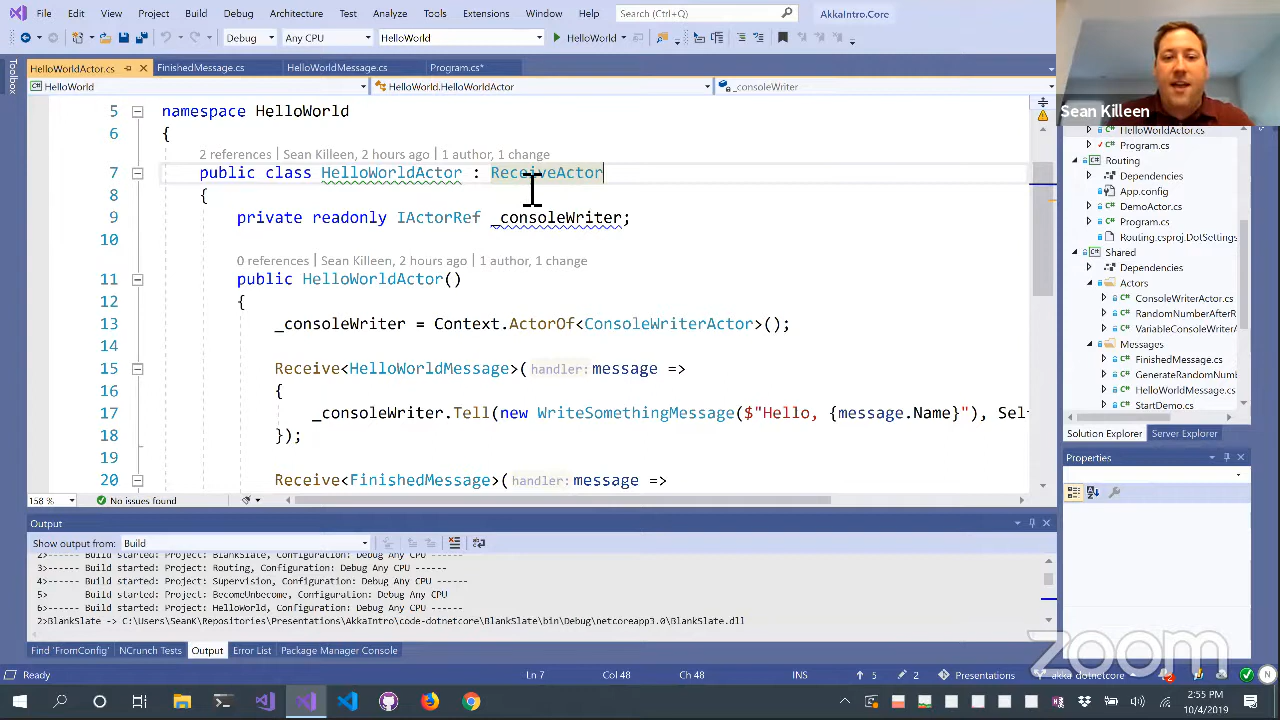 File Edit View Project Build Debug Test Analyze Tools Extensions Window Help Search (Ctrl+Q) AkkaIntro.Core
Debug Any CPU HelloWorld HelloWorld
HelloWorldActor.cs FinishedMessage.cs HelloWorldMessage.cs Program.cs*
HelloWorld HelloWorld.HelloWorldActor _consoleWriter
Toolbox
5 namespace HelloWorld
6 {
2 references | Sean Killeen, 2 hours ago | 1 author, 1 change
7 public class HelloWorldActor : ReceiveActor
8 {
9 private readonly IActorRef _consoleWriter;
10
0 references | Sean Killeen, 2 hours ago | 1 author, 1 change
11 public HelloWorldActor()
12 {
13 _consoleWriter = Context.ActorOf<ConsoleWriterActor>();
14
15 Receive<HelloWorldMessage>(handler: message =>
16 {
17 _consoleWriter.Tell(new WriteSomethingMessage($"Hello, {message.Name}"), Sel
18 });
19
20 Receive<FinishedMessage>(handler: message =>
158 % No issues found
Output
Show output from: Build
2>------ Build started: Project: BlankSlate, Configuration: Debug Any CPU ------
3>------ Build started: Project: Routing, Configuration: Debug Any CPU ------
4>------ Build started: Project: Supervision, Configuration: Debug Any CPU ------
5>------ Build started: Project: BecomeUnbecome, Configuration: Debug Any CPU ------
6>------ Build started: Project: HelloWorld, Configuration: Debug Any CPU ------
2>BlankSlate -> C:\Users\SeanK\Repositories\Presentations\AkkaIntro\code-dotnetcore\BlankSlate\bin\Debug\netcoreapp3.0\BlankSlate.dll
Find 'FromConfig' NCrunch Tests Output Error List Package Manager Console
Sean Killeen
HelloWorldActor.cs
Program.cs
Routing
Dependencies
App.config
DemoActor.cs
Program.cs
Routing.csproj.DotSettings
Shared
Dependencies
Actors
ConsoleWriterActor.cs
RandomNumberAfterR
VariableConsoleWriterA
Messages
FinishedMessage.cs
GenerateRandomNumb
HelloWorldMessage.cs
StartDemo.cs
Solution Explorer Server Explorer
Properties
zoom
Ready Ln 7 Col 48 Ch 48 INS 5 2 Presentations akka dotnetcore 2 N
2:55 PM
10/4/2019